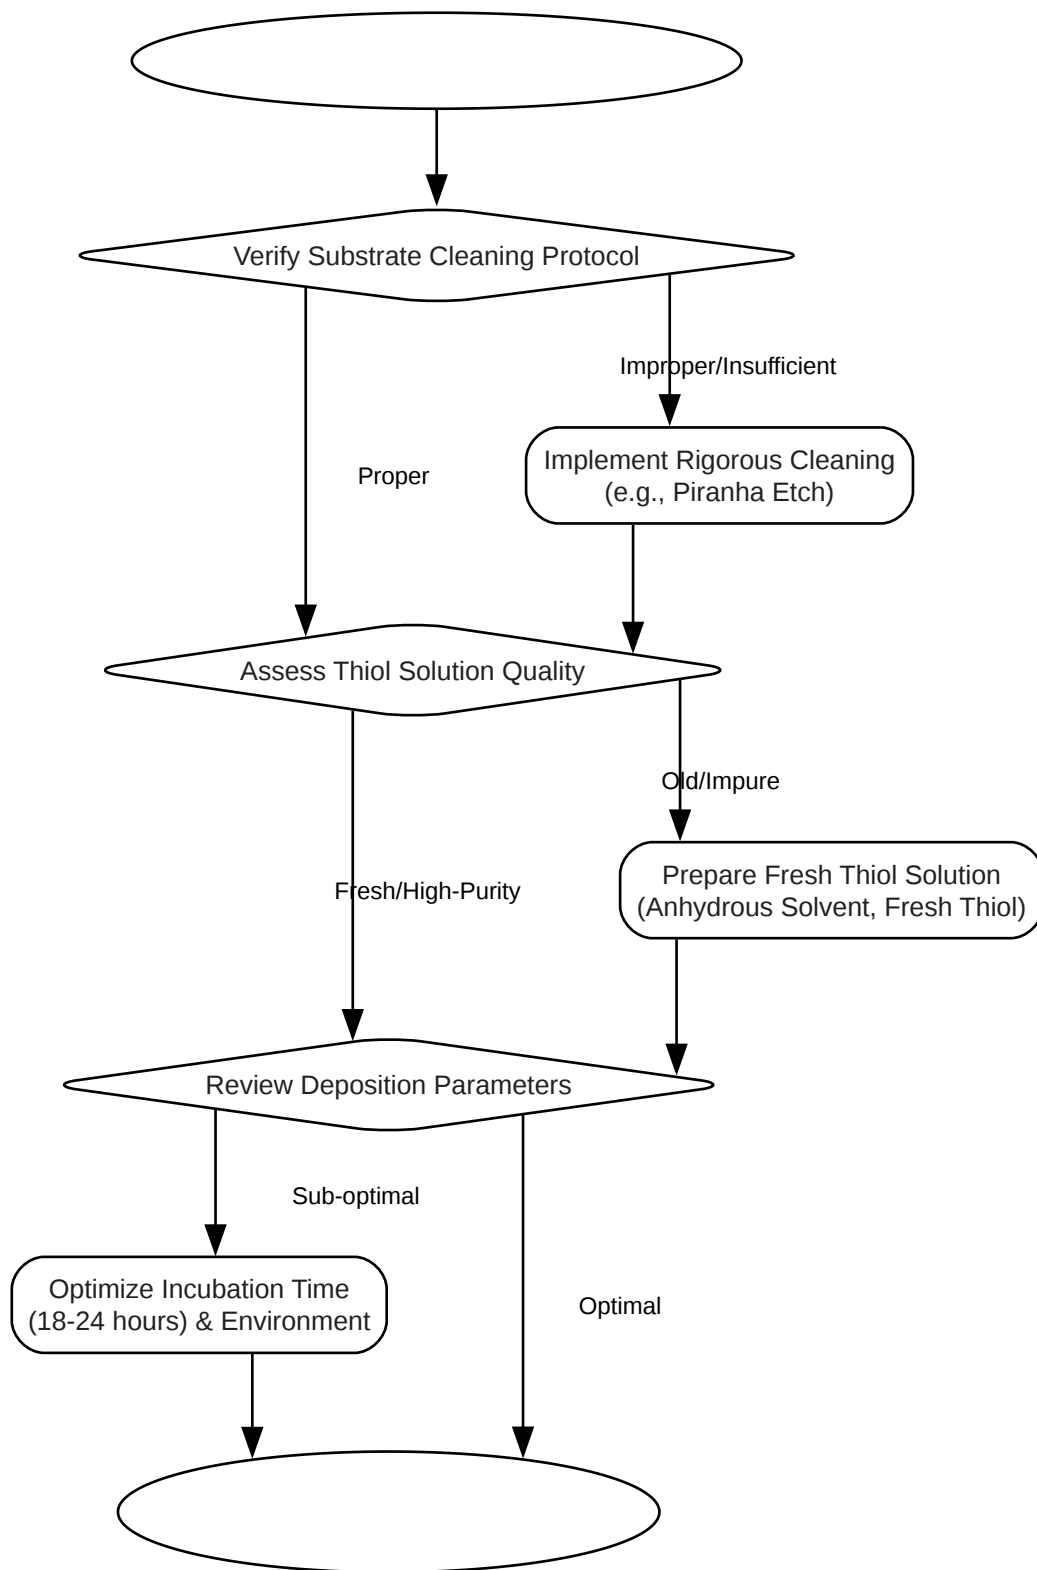 Verify Substrate Cleaning Protocol
Improper/Insufficient
Implement Rigorous Cleaning
(e.g., Piranha Etch)
Proper
Assess Thiol Solution Quality
Old/Impure
Prepare Fresh Thiol Solution
(Anhydrous Solvent, Fresh Thiol)
Fresh/High-Purity
Review Deposition Parameters
Sub-optimal
Optimize Incubation Time
(18-24 hours) & Environment
Optimal